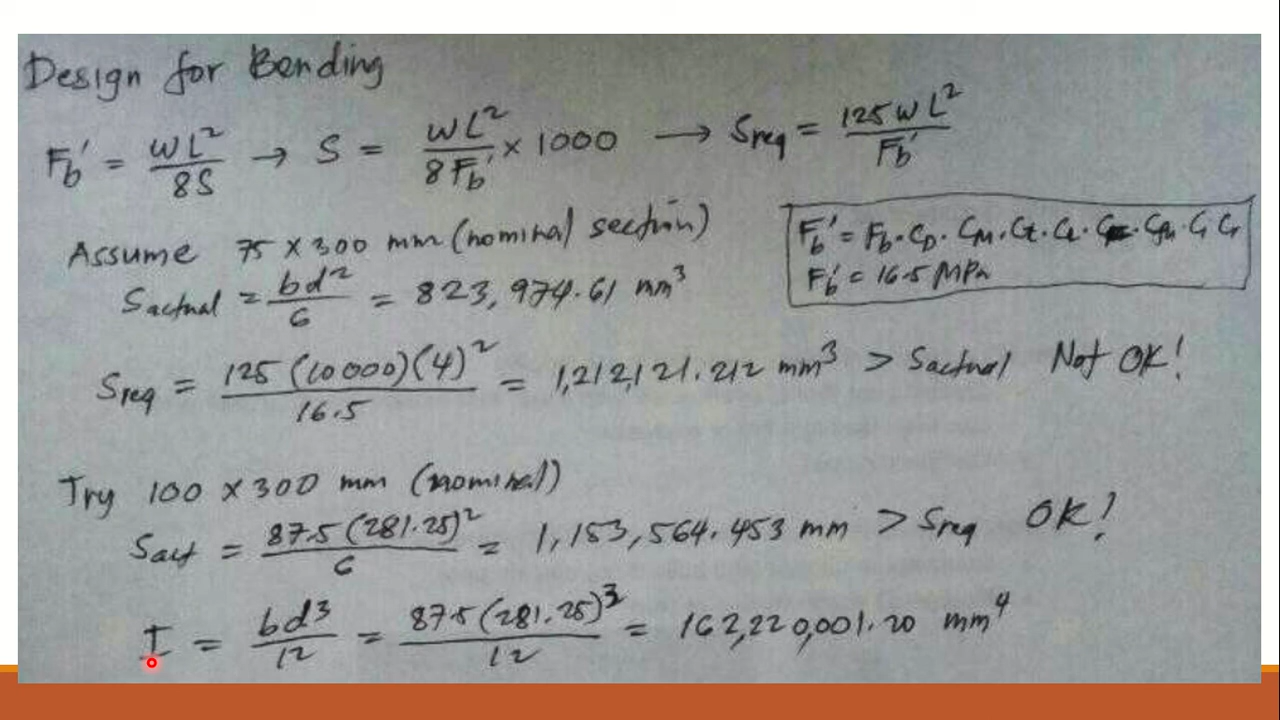 Design for Bending
Fb' = WL²/8S → S = WL²/8Fb' × 1000 → Sreq = 125WL²/Fb'
Assume 75 × 300 mm (nominal section)
Fb' = Fb·CD·CM·Ct·CL· ·Cfu·Ci Cr
Fb' = 16.5 MPa
Sactual = bd²/6 = 823,974.61 mm³
Sreq = 125 (10000)(4)²/16.5 = 1,212,121.212 mm³ > Sactual Not OK!
Try 100 × 300 mm (nominal)
Sact = 87.5 (281.25)²/6 = 1,153,564.453 mm > Sreq OK!
I = bd³/12 = 87.5 (281.25)³/12 = 162,220,001.20 mm⁴